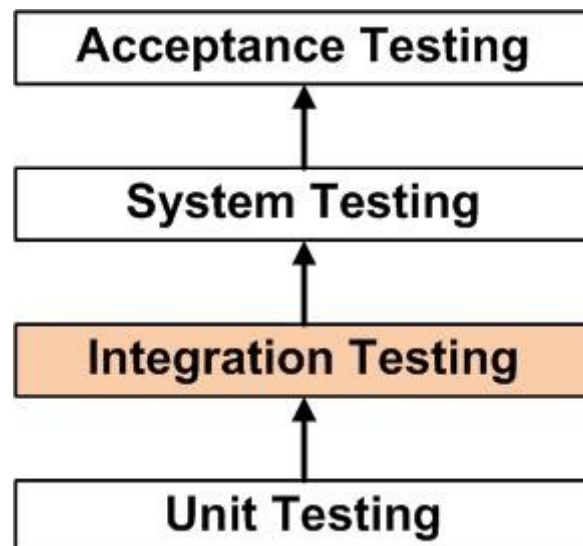 Acceptance Testing
System Testing
Integration Testing
Unit Testing